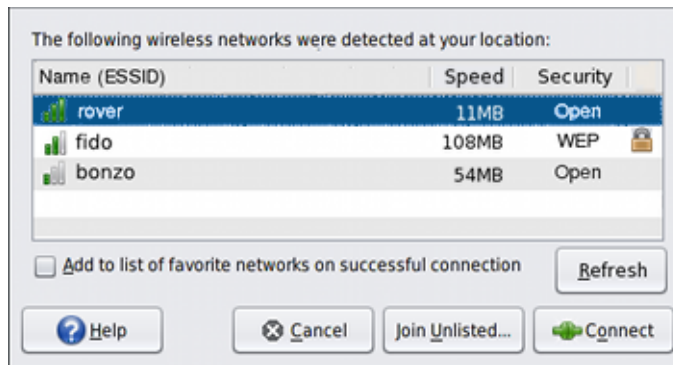 The following wireless networks were detected at your location:
Name (ESSID) Speed Security
rover 11MB Open
fido 108MB WEP
bonzo 54MB Open
Add to list of favorite networks on successful connection
Refresh
Help Cancel Join Unlisted... Connect